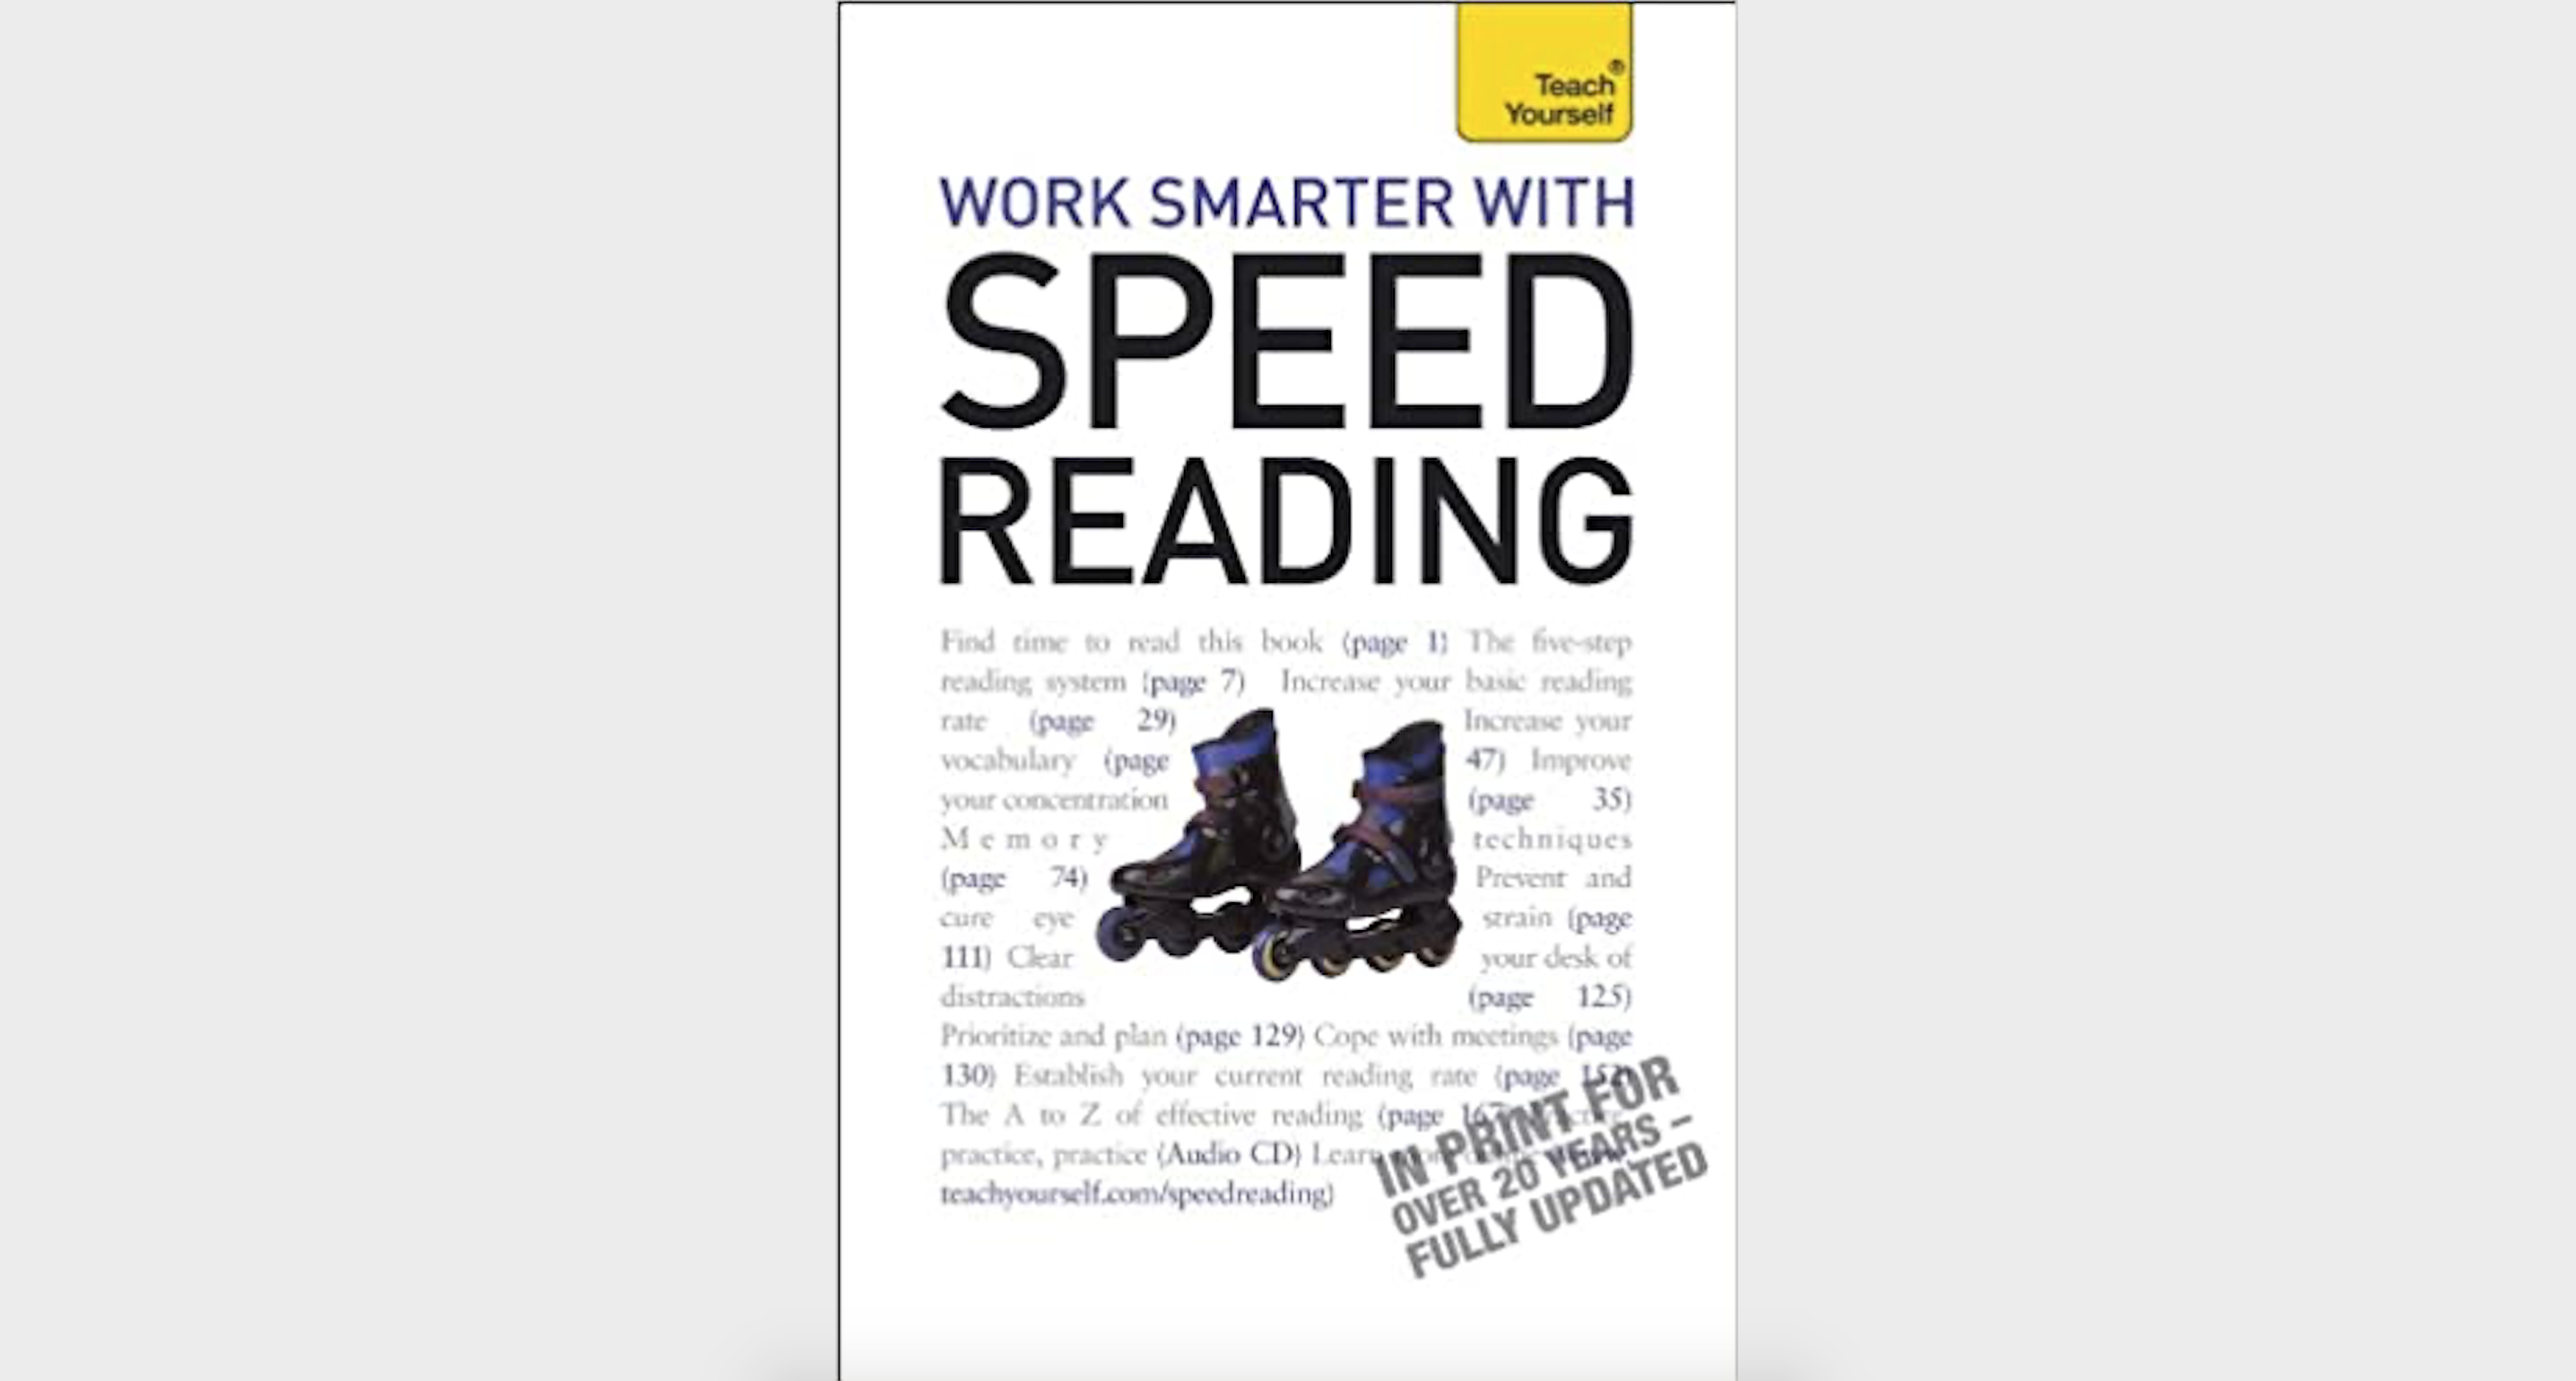 Teach®
Yourself
WORK SMARTER WITH
SPEED
READING
Find time to read this book (page 1) The five-step
reading system (page 7) Increase your basic reading
rate (page 29) Increase your
vocabulary (page 47) Improve
your concentration (page 35)
Memory techniques
(page 74) Prevent and
cure eye strain (page
111) Clear your desk of
distractions (page 125)
Prioritize and plan (page 129) Cope with meetings (page
130) Establish your current reading rate (page
The A to Z of effective reading (page
practice, practice (Audio CD) Learn
teachyourself.com/speedreading)
IN PRINT FOR
OVER 20 YEARS –
FULLY UPDATED